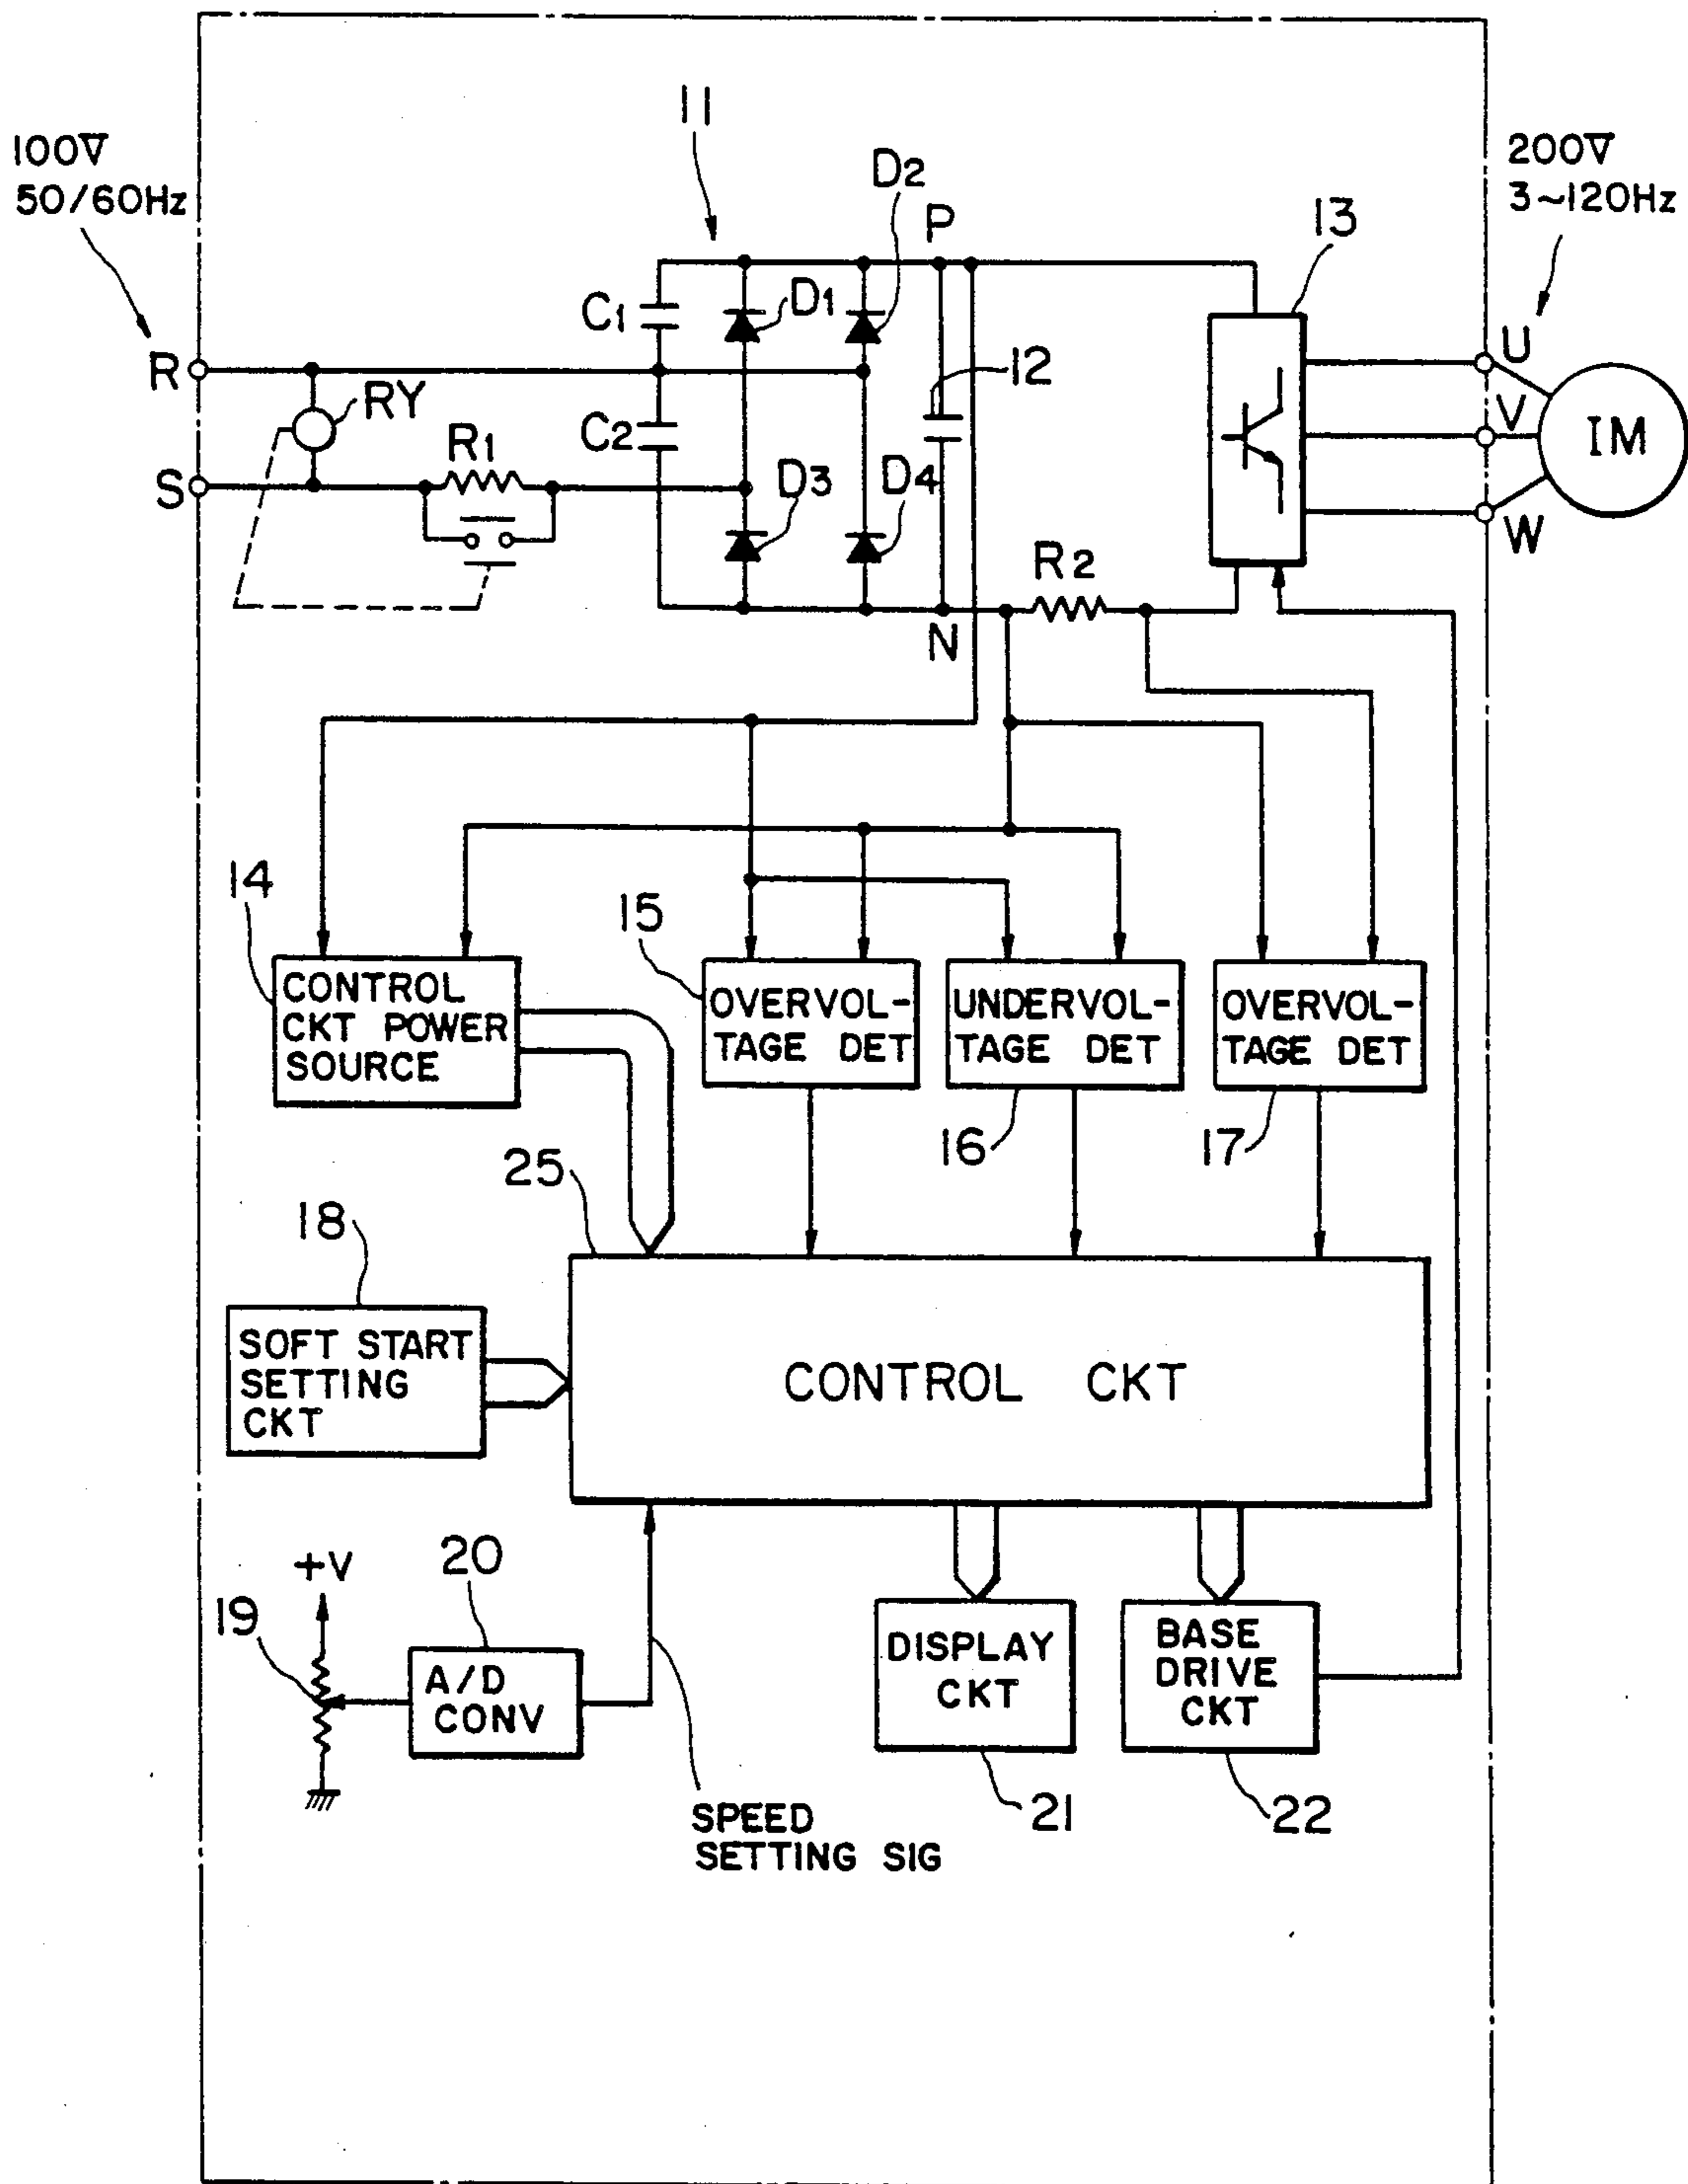 11
100V
50/60Hz
D2
P
200V
3~120Hz
13
C1
D1
R
RY
12
U
V
IM
C2
R1
S
D3
D4
W
R2
N
14
15
CONTROL
CKT POWER
SOURCE
OVERVOL-
TAGE DET
UNDERVOL-
TAGE DET
OVERVOL-
TAGE DET
16
17
25
18
SOFT START
SETTING
CKT
CONTROL CKT
+V
20
19
A/D
CONV
DISPLAY
CKT
BASE
DRIVE
CKT
SPEED
SETTING SIG
21
22